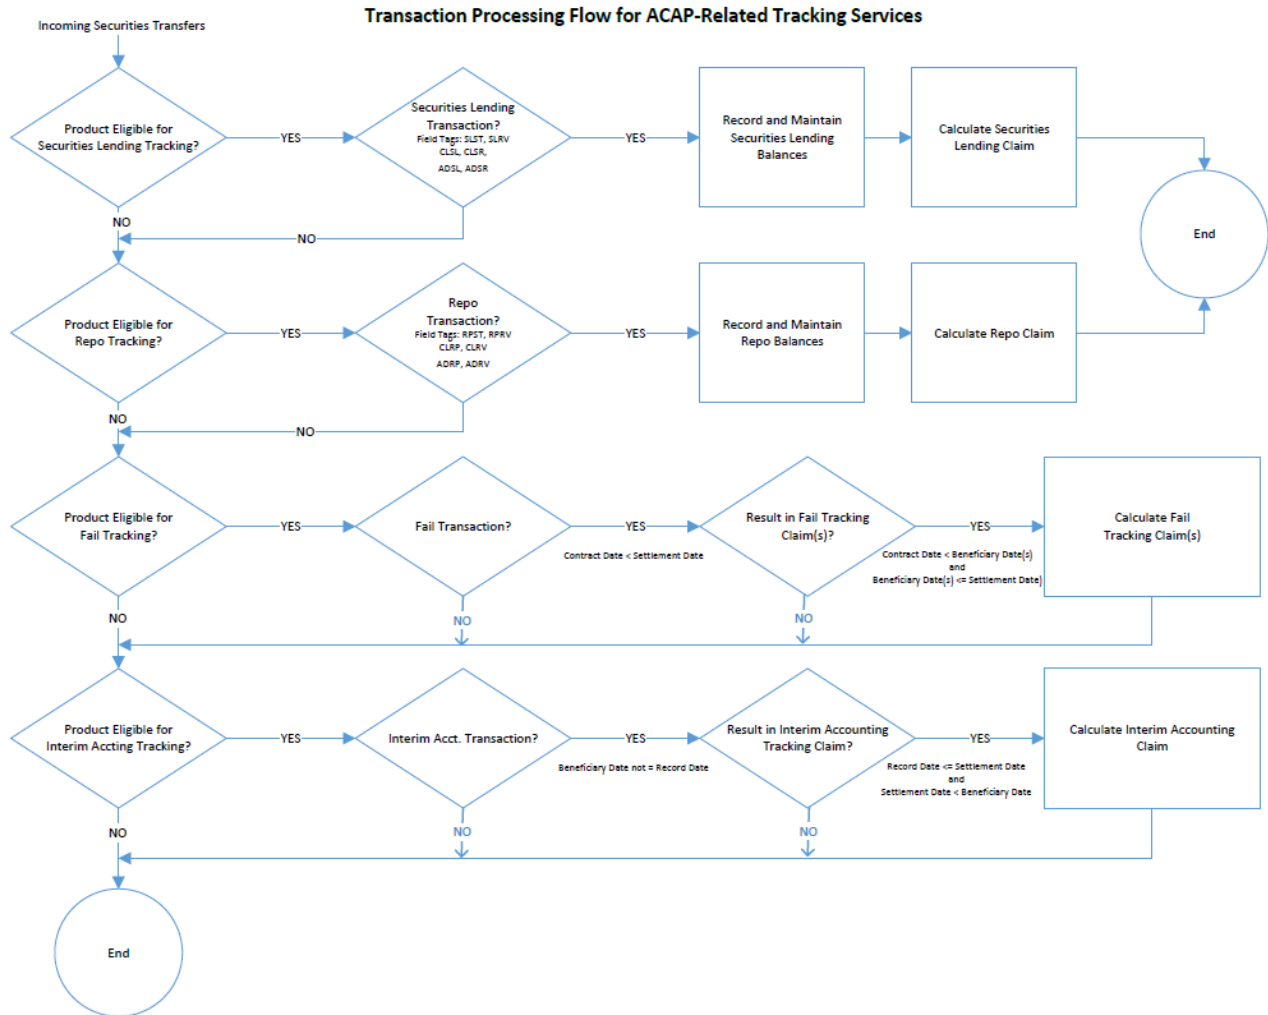 Transaction Processing Flow for ACAP-Related Tracking Services
Incoming Securities Transfers
Product Eligible for
Securities Lending Tracking?
YES
Securities Lending
Transaction?
Field Tags: SLST, SLRV
CLSL, CLSR,
ADSL, ADSR
YES
Record and Maintain
Securities Lending
Balances
Calculate Securities
Lending Claim
End
NO
NO
Product Eligible for
Repo Tracking?
YES
Repo
Transaction?
Field Tags: RPST, RPRV
CLRP, CLRV
ADRP, ADRV
YES
Record and Maintain
Repo Balances
Calculate Repo Claim
NO
NO
Product Eligible for
Fail Tracking?
YES
Fail Transaction?
YES
Contract Date < Settlement Date
Result in Fail Tracking
Claim(s)?
YES
Contract Date < Beneficiary Date(s)
and
Beneficiary Date(s) <= Settlement Date)
Calculate Fail
Tracking Claim(s)
NO
NO
NO
Product Eligible for
Interim Accting Tracking?
YES
Interim Acct. Transaction?
YES
Beneficiary Date not = Record Date
Result in Interim Accounting
Tracking Claim?
YES
Record Date <= Settlement Date
and
Settlement Date < Beneficiary Date
Calculate Interim Accounting
Claim
NO
NO
NO
End